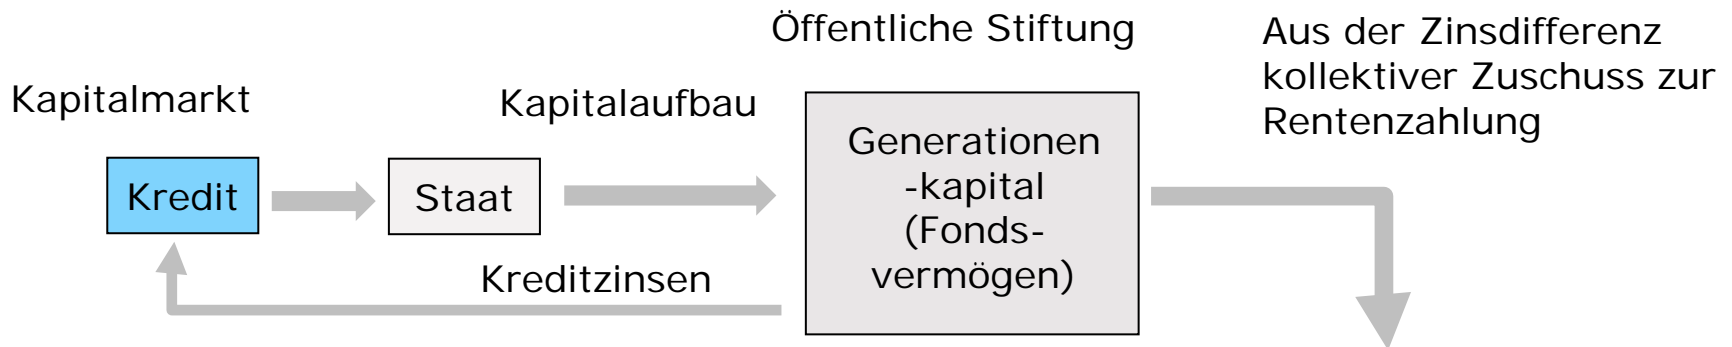 Kapitalmarkt
Kredit
Staat
Kapitalaufbau
Kreditzinsen
Öffentliche Stiftung
Generationen
-kapital
(Fonds-
vermögen)
Aus der Zinsdifferenz
kollektiver Zuschuss zur
Rentenzahlung